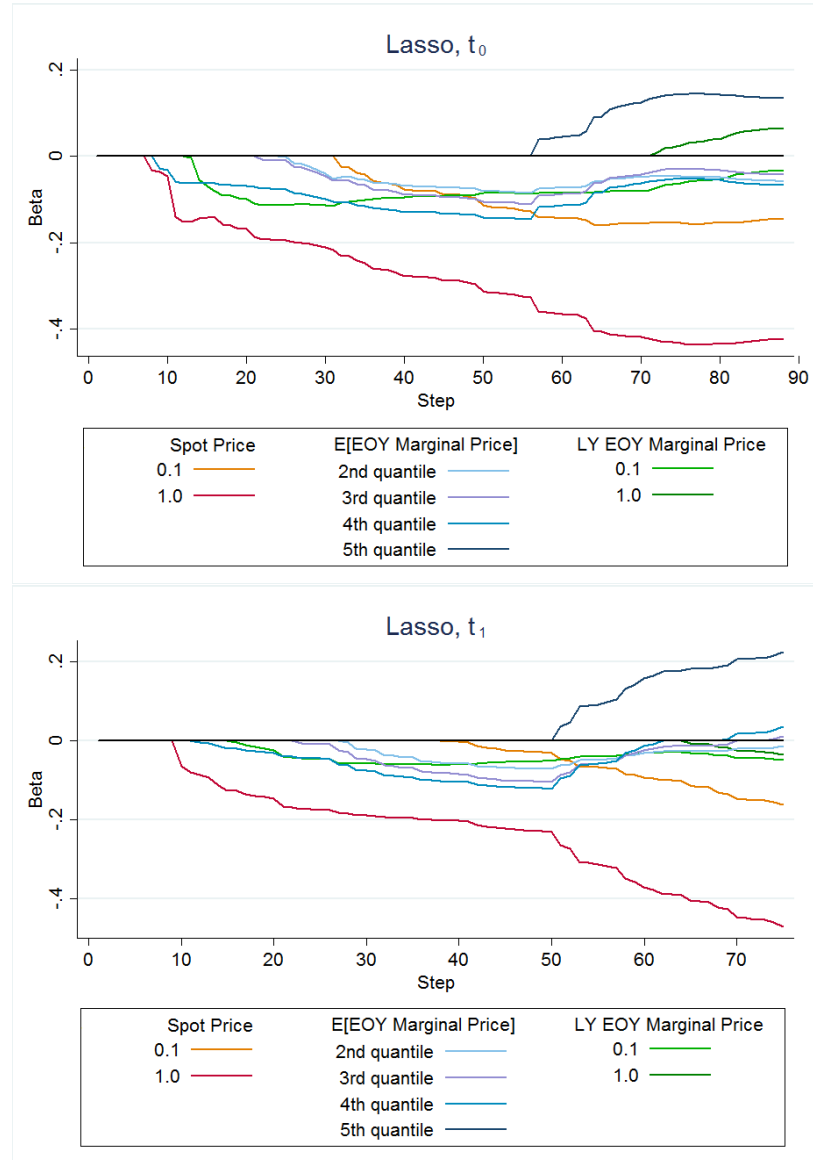 Lasso, t0
.2
0
-.2
-.4
Beta
0 10 20 30 40 50 60 70 80 90
Step
Spot Price E[EOY Marginal Price] LY EOY Marginal Price
0.1 2nd quantile 0.1
1.0 3rd quantile 1.0
4th quantile
5th quantile
Lasso, t1
.2
0
-.2
-.4
Beta
0 10 20 30 40 50 60 70
Step
Spot Price E[EOY Marginal Price] LY EOY Marginal Price
0.1 2nd quantile 0.1
1.0 3rd quantile 1.0
4th quantile
5th quantile